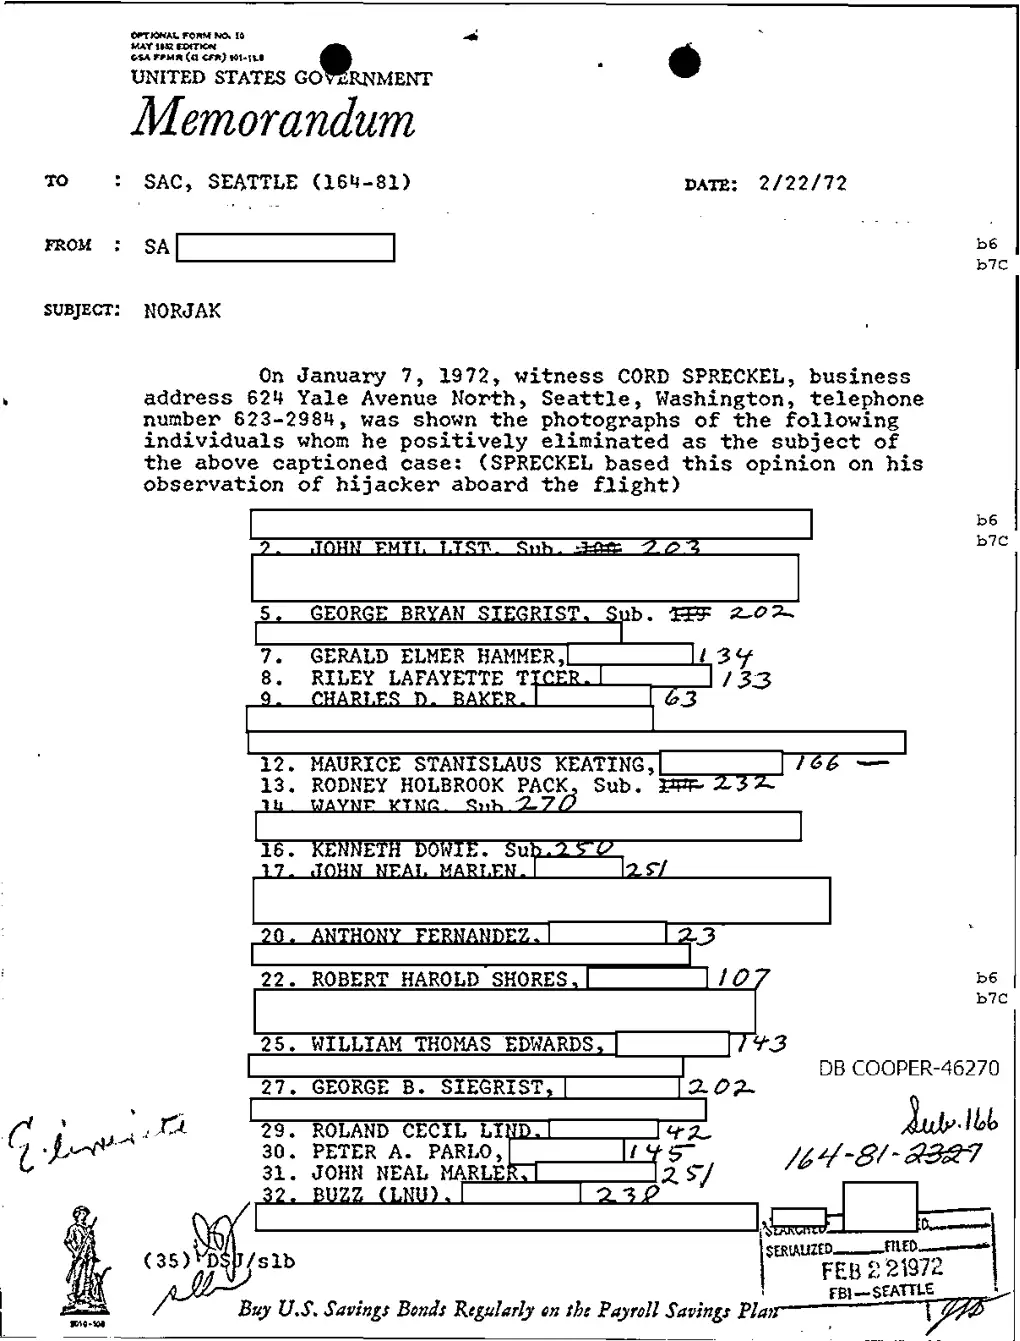 OPTIONAL FORM NO. 10
MAY 1962 EDITION
GSA FPMR (41 CFR) 101-11.6
UNITED STATES GOVERNMENT
Memorandum
TO : SAC, SEATTLE (164-81) DATE: 2/22/72
FROM : SA
b6
b7C
SUBJECT: NORJAK
On January 7, 1972, witness CORD SPRECKEL, business
address 624 Yale Avenue North, Seattle, Washington, telephone
number 623-2984, was shown the photographs of the following
individuals whom he positively eliminated as the subject of
the above captioned case: (SPRECKEL based this opinion on his
observation of hijacker aboard the flight)
b6
b7C
2. JOHN EMIL LIST, Sub. 203
5. GEORGE BRYAN SIEGRIST, Sub. 119 202
7. GERALD ELMER HAMMER, 134
8. RILEY LAFAYETTE TICER, 133
9. CHARLES D. BAKER, 63
12. MAURICE STANISLAUS KEATING, 166 —
13. RODNEY HOLBROOK PACK, Sub. 232
14. WAYNE KING, Sub. 270
16. KENNETH DOWIE. Sub. 250
17. JOHN NEAL MARLEN, 251
20. ANTHONY FERNANDEZ, 23
22. ROBERT HAROLD SHORES, 107
b6
b7C
25. WILLIAM THOMAS EDWARDS, 143
DB COOPER-46270
27. GEORGE B. SIEGRIST, 202
29. ROLAND CECIL LIND, 42
Sub. 166
Eliminate
30. PETER A. PARLO, 145
164-81-2327
31. JOHN NEAL MARLER, 251
32. BUZZ (LNU), 238
SEARCHED
SERIALIZED FILED
(35) DSJ/slb
FEB 22 1972
FBI—SEATTLE
Buy U.S. Savings Bonds Regularly on the Payroll Savings Plan
5010-108